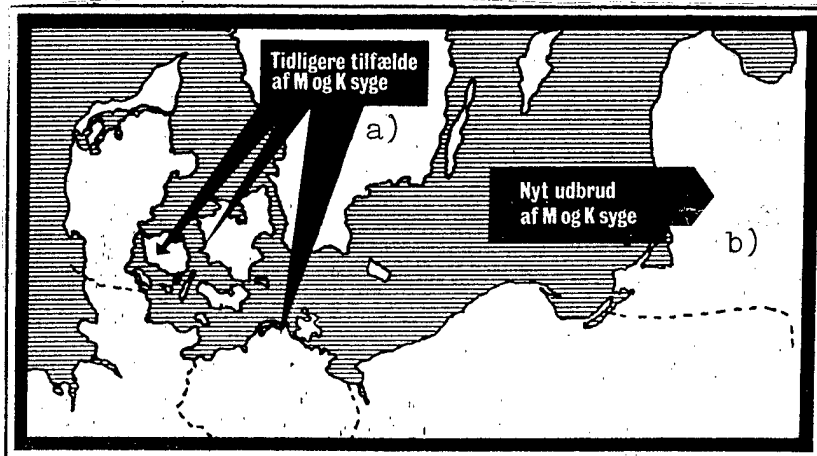 Tidligere tilfælde
af M og K syge
a)
Nyt udbrud
af M og K syge
b)